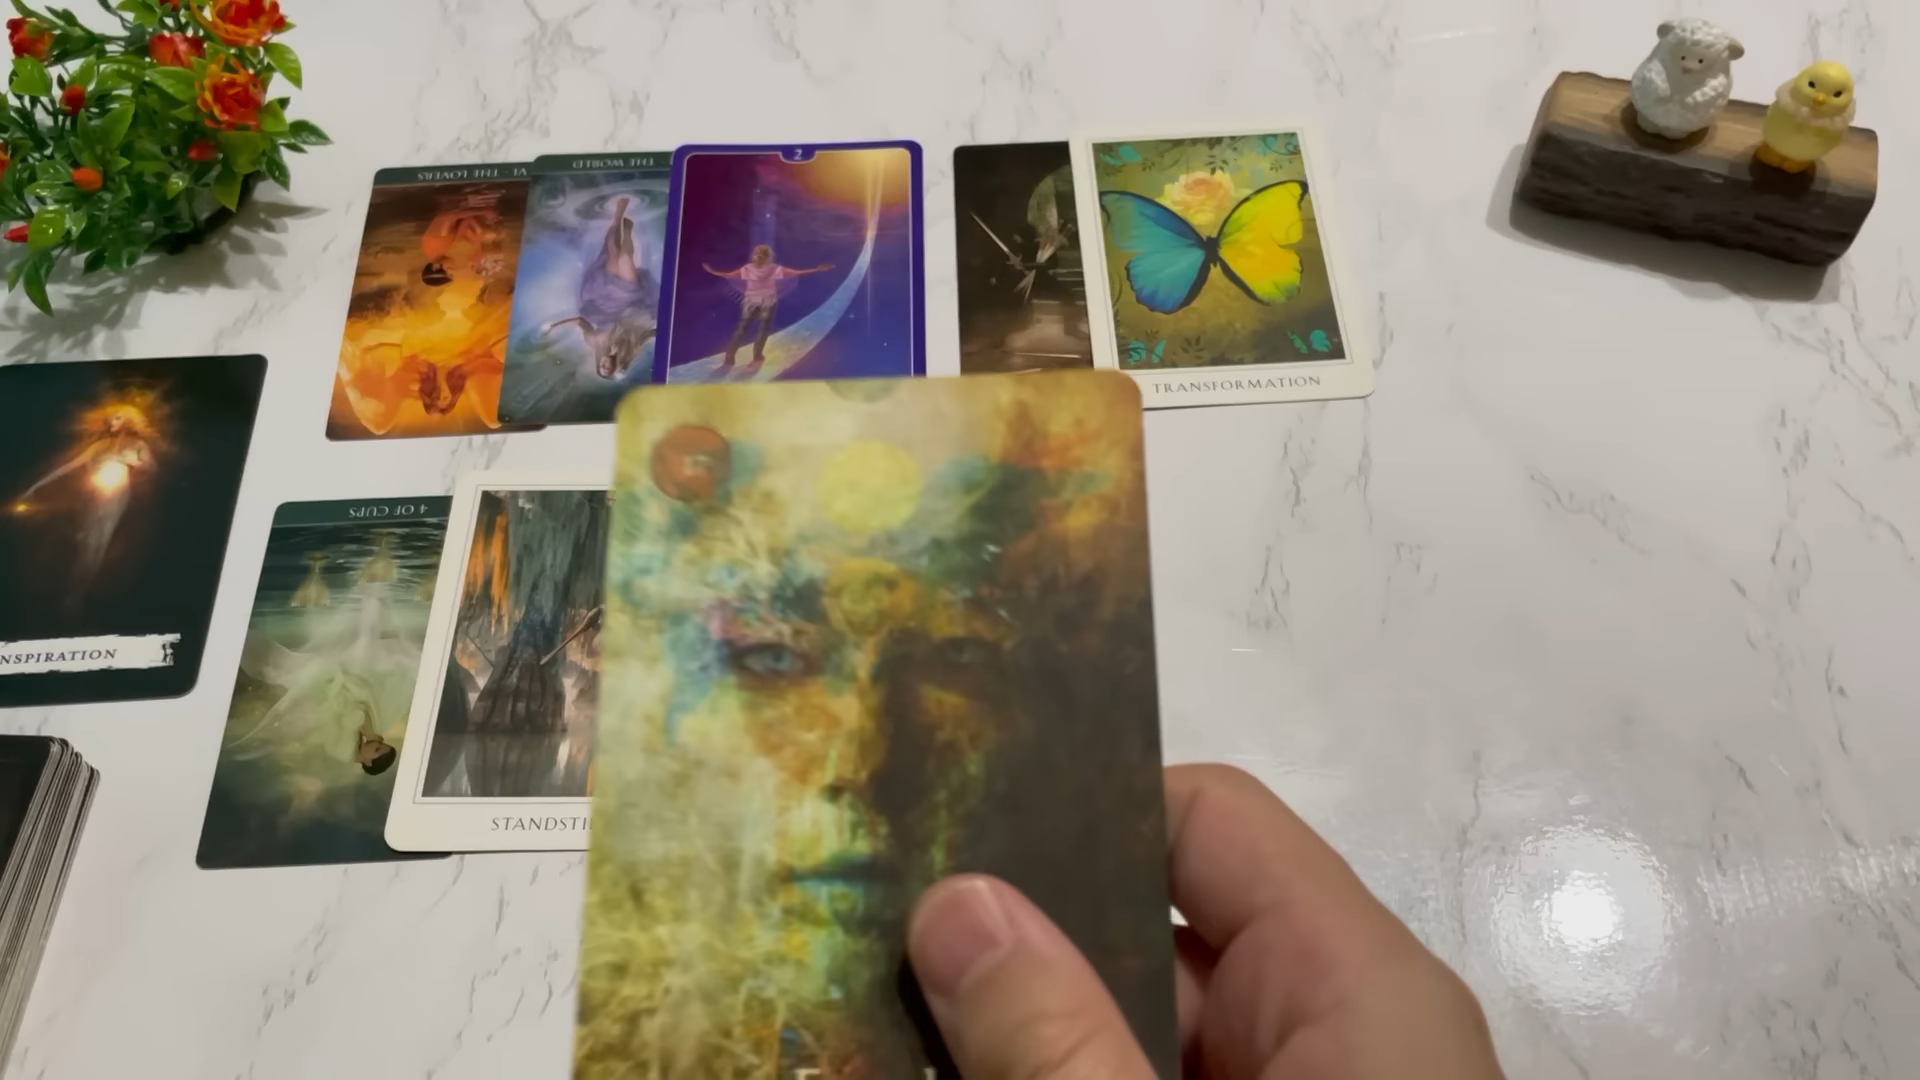 VI · THE LOVERS
THE WORLD
2
TRANSFORMATION
NSPIRATION
4 OF CUPS
STANDSTI